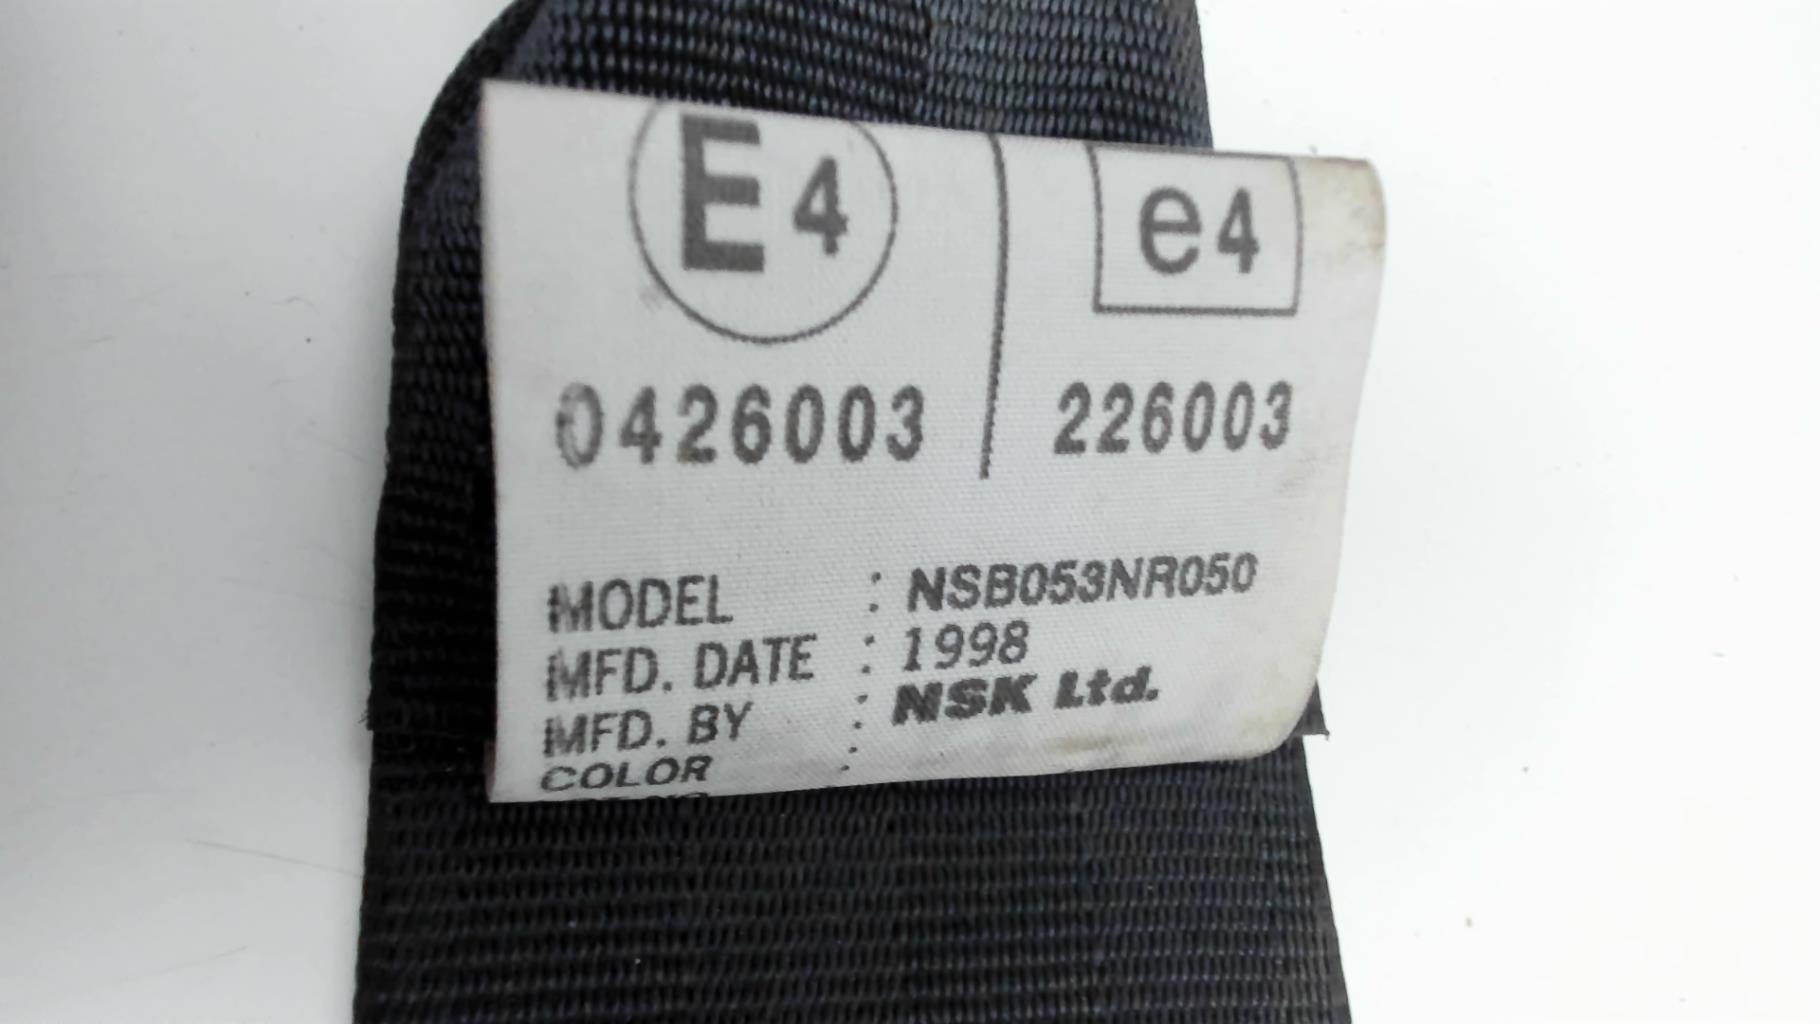 E4 e4
0426003 226003
MODEL : NSB053NR050
MFD. DATE : 1998
MFD. BY : NSK Ltd.
COLOR :